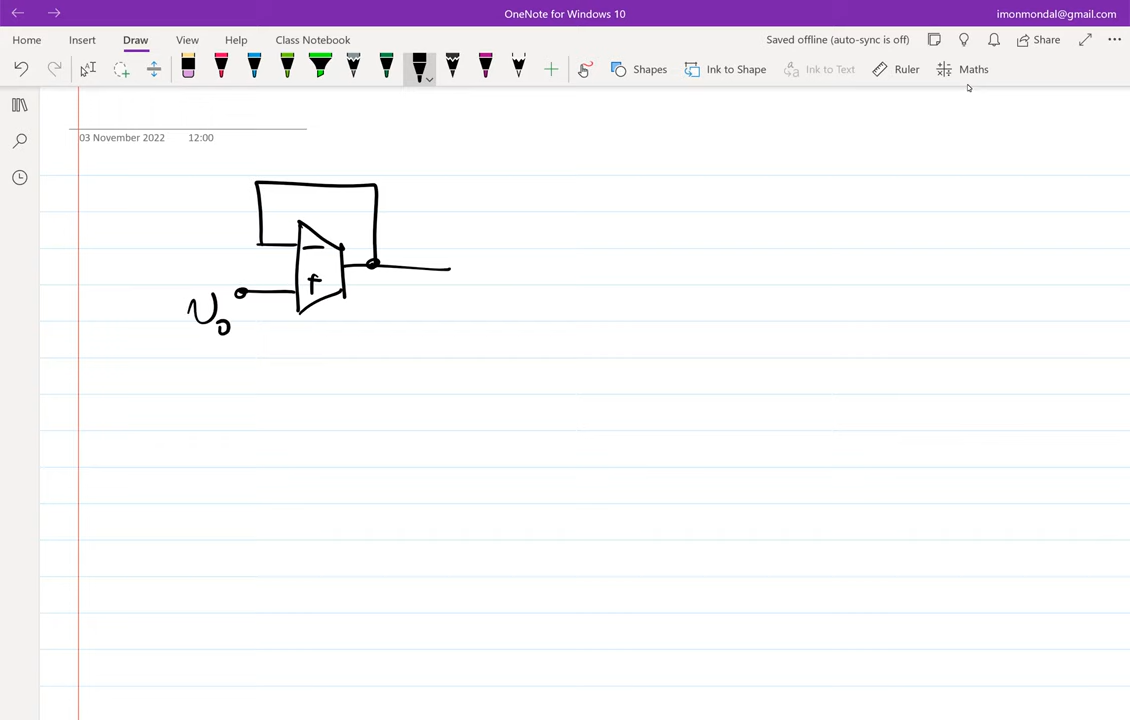 OneNote for Windows 10
imonmondal@gmail.com
Home Insert Draw View Help Class Notebook
Saved offline (auto-sync is off) Share
Shapes Ink to Shape Ink to Text Ruler Maths
03 November 2022 12:00
−
+